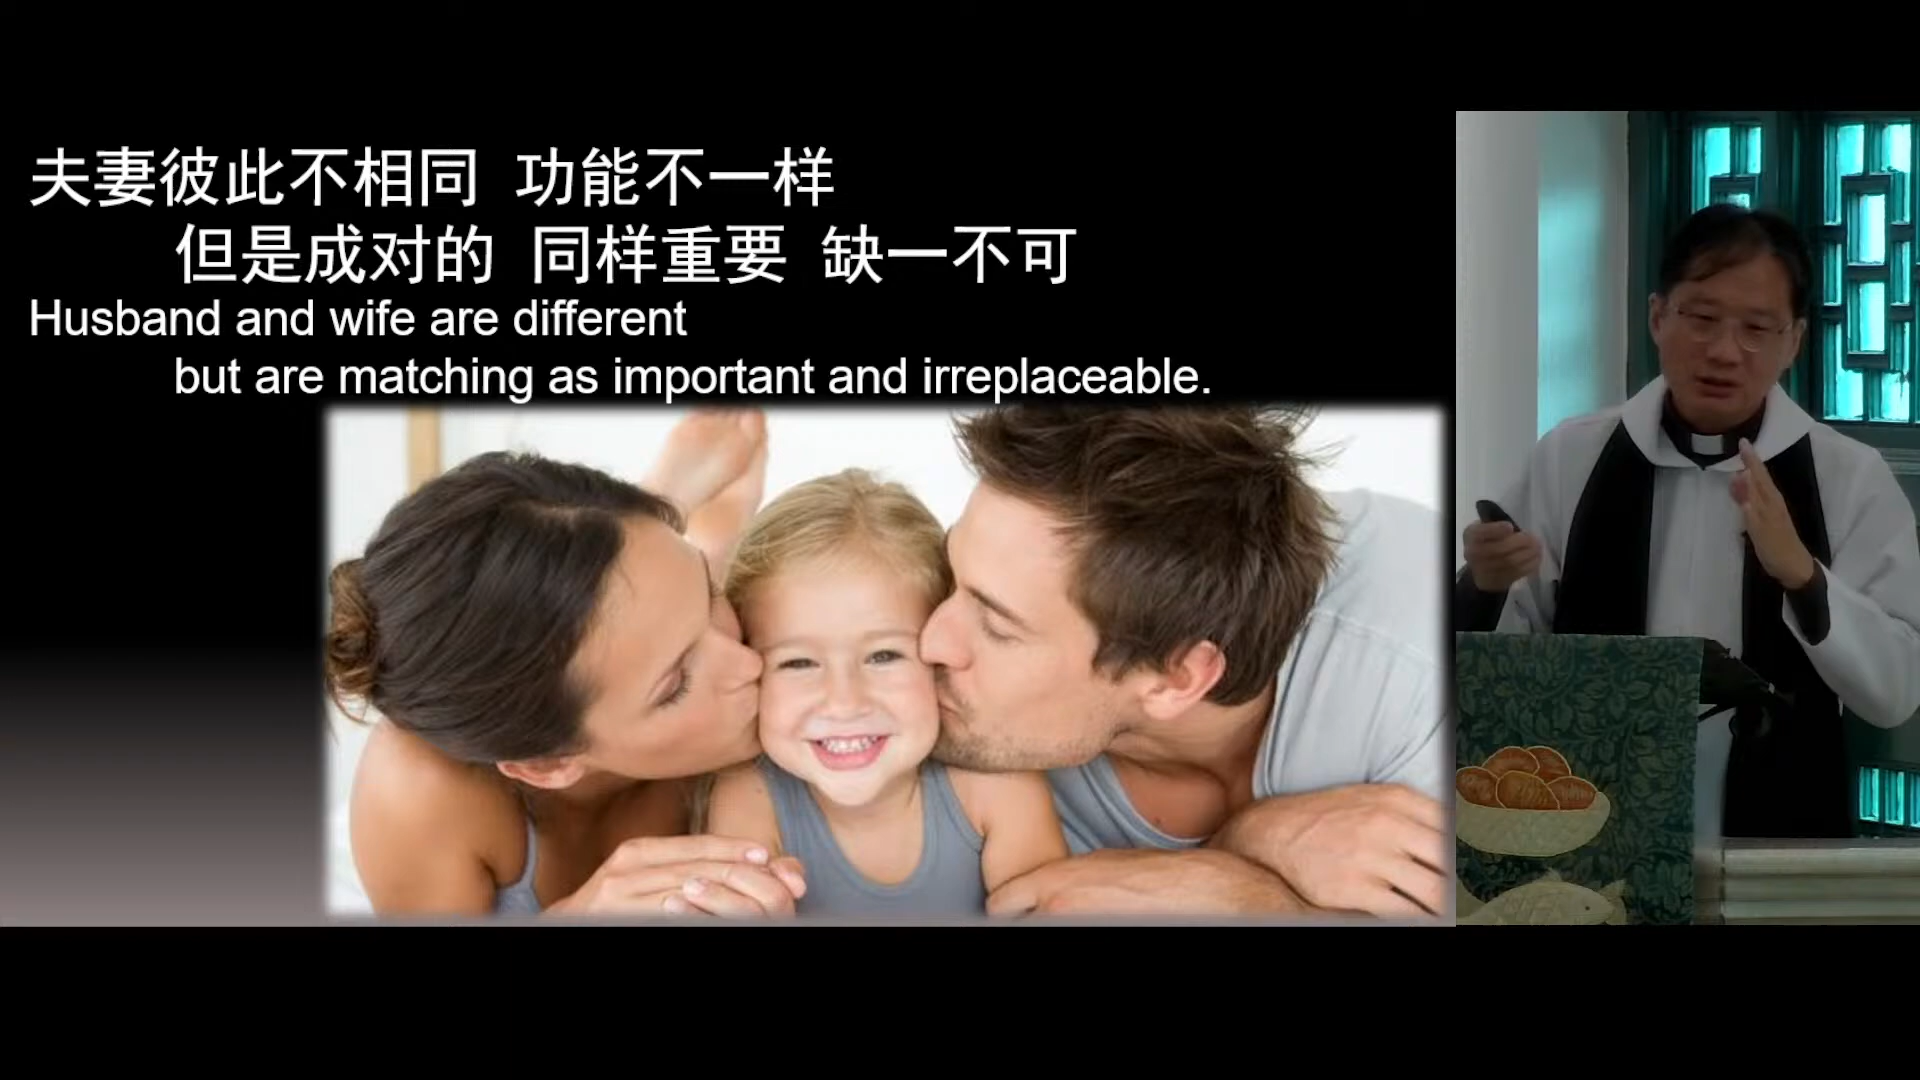 夫妻彼此不相同 功能不一样
但是成对的 同样重要 缺一不可
Husband and wife are different
but are matching as important and irreplaceable.